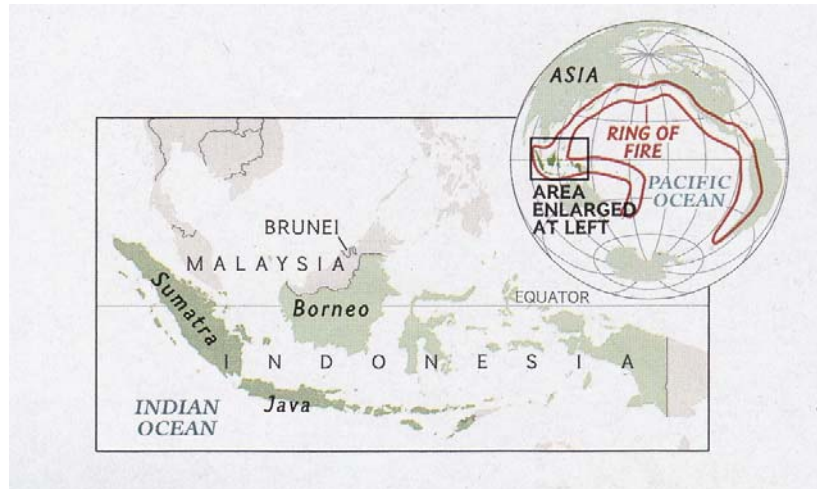 ASIA
RING OF
FIRE
PACIFIC
OCEAN
AREA
ENLARGED
AT LEFT
BRUNEI
MALAYSIA
Sumatra
Borneo
EQUATOR
INDONESIA
Java
INDIAN
OCEAN